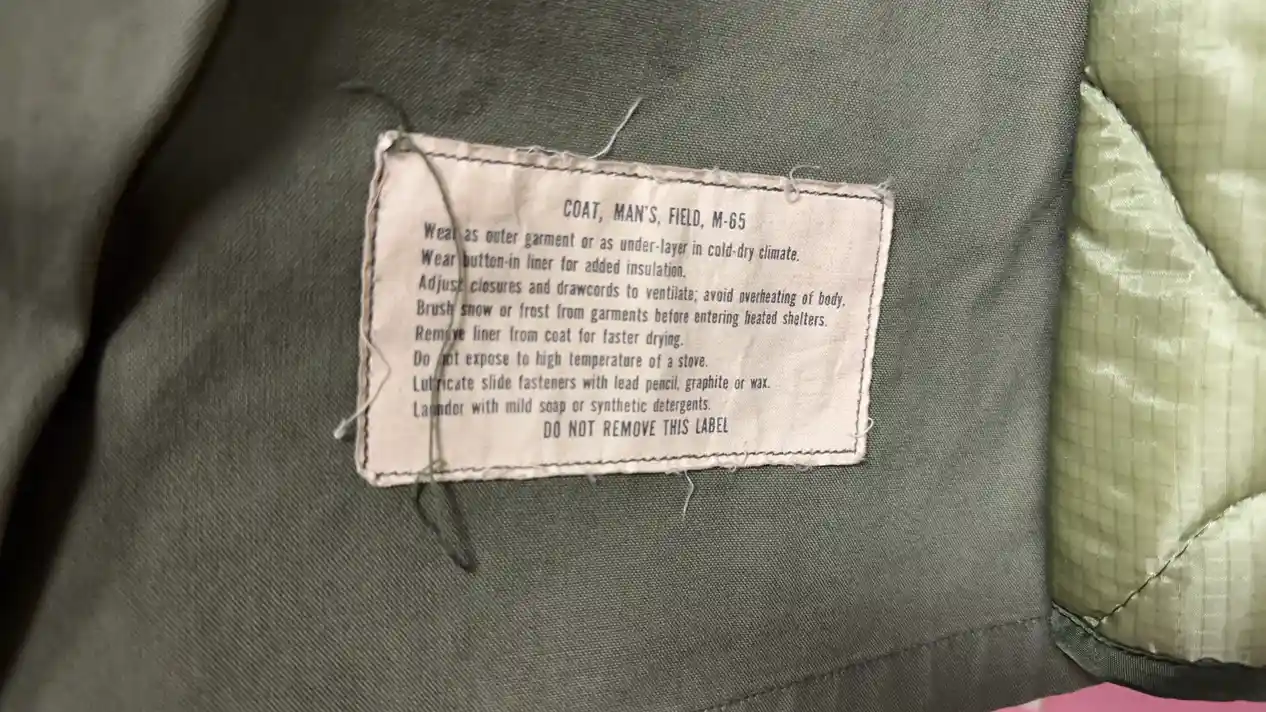 COAT, MAN'S, FIELD, M-65
Wear as outer garment or as under-layer in cold-dry climate.
Wear button-in liner for added insulation.
Adjust closures and drawcords to ventilate; avoid overheating of body.
Brush snow or frost from garments before entering heated shelters.
Remove liner from coat for faster drying.
Do not expose to high temperature of a stove.
Lubricate slide fasteners with lead pencil, graphite or wax.
Laundor with mild soap or synthetic detergents.
DO NOT REMOVE THIS LABEL